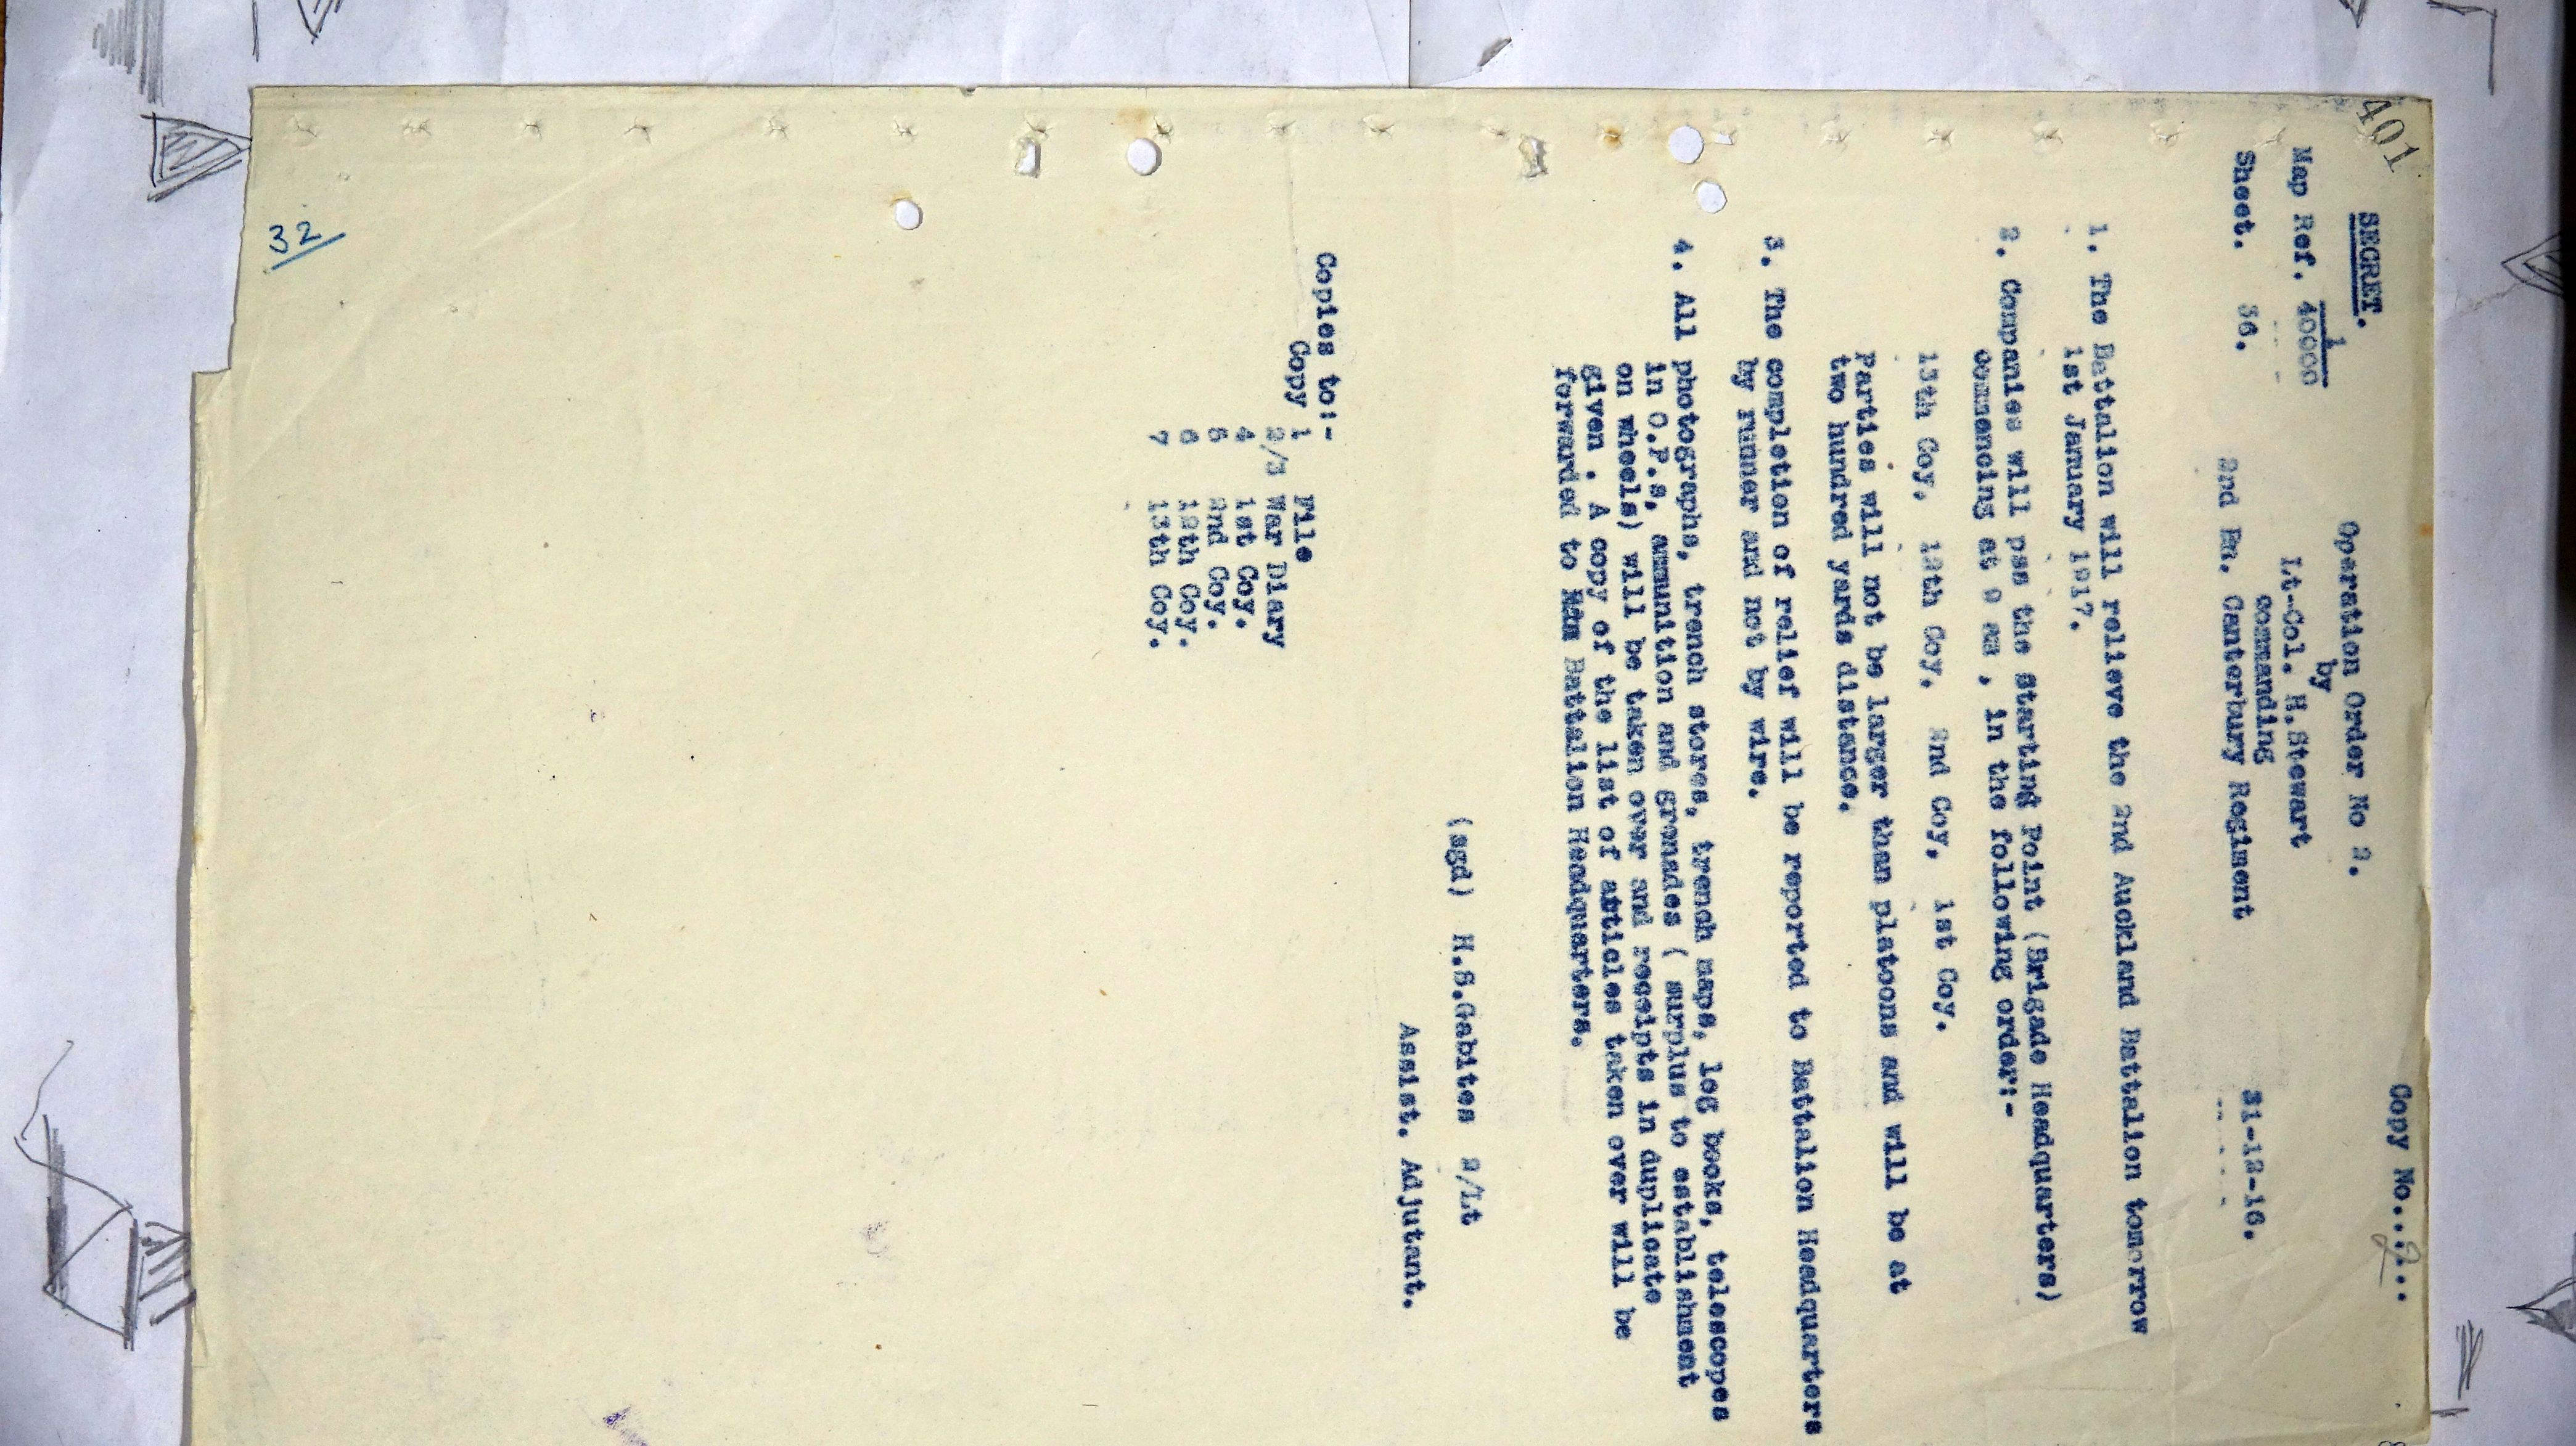 401
Copy No...2...
SECRET.
Operation Order No 2.
by
Map Ref. 1/40000
Lt-Col. H.Stewart
commanding
Sheet. 36.
31-12-16.
2nd Bn. Canterbury Regiment
1. The Battalion will relieve the 2nd Auckland Battalion tomorrow
1st January 1917.
2. Companies will pas the Starting Point (Brigade Headquarters)
commencing at 9 am , in the following order:-
13th Coy, 12th Coy, 2nd Coy, 1st Coy.
Parties will not be larger than platoons and will be at
two hundred yards distance.
3. The completion of relief will be reported to Battalion Headquarters
by runner and not by wire.
4. All photographs, trench stores, trench maps, log books, telescopes
in O.P.s, ammunition and grenades ( surplus to establishment
on wheels) will be taken over and receipts in duplicate
given . A copy of the list of articles taken over will be
forwarded to Battalion Headquarters.
(sgd) H.S.Gabites 2/Lt
Assist. Adjutant.
Copies to:-
Copy 1 File
2/3 War Diary
4 1st Coy.
5 2nd Coy.
6 12th Coy.
7 13th Coy.
32